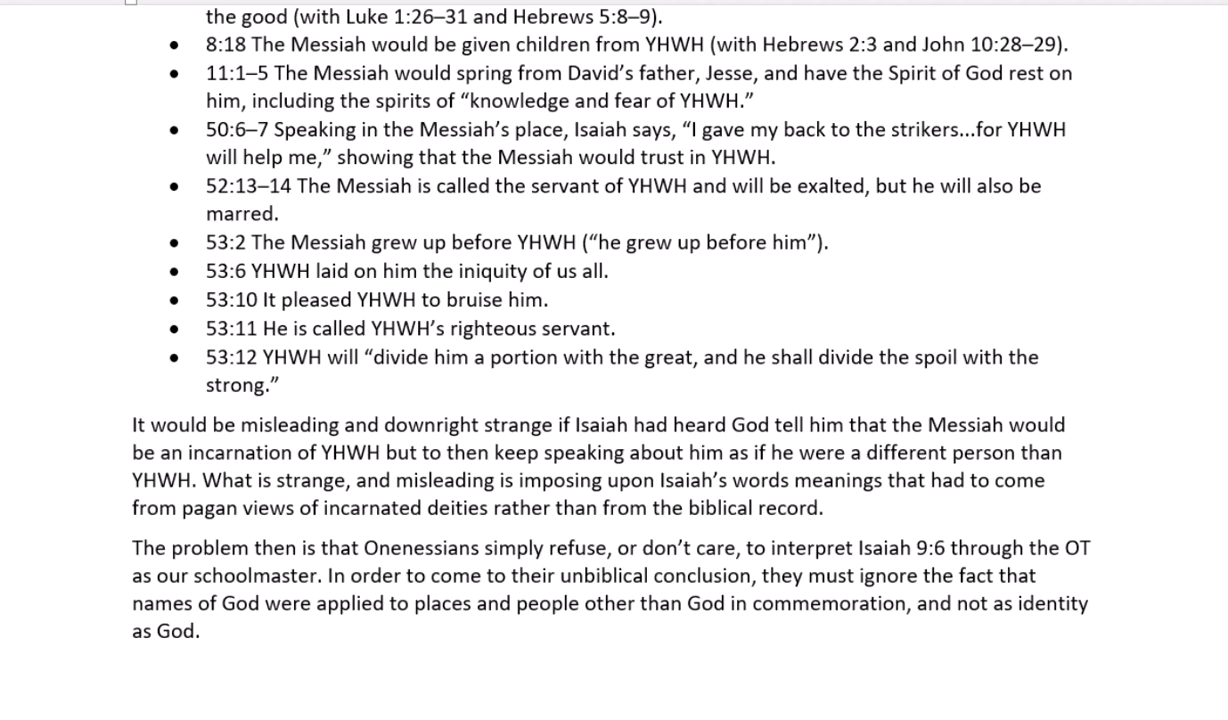 the good (with Luke 1:26–31 and Hebrews 5:8–9).
• 8:18 The Messiah would be given children from YHWH (with Hebrews 2:3 and John 10:28–29).
• 11:1–5 The Messiah would spring from David’s father, Jesse, and have the Spirit of God rest on
him, including the spirits of “knowledge and fear of YHWH.”
• 50:6–7 Speaking in the Messiah’s place, Isaiah says, “I gave my back to the strikers...for YHWH
will help me,” showing that the Messiah would trust in YHWH.
• 52:13–14 The Messiah is called the servant of YHWH and will be exalted, but he will also be
marred.
• 53:2 The Messiah grew up before YHWH (“he grew up before him”).
• 53:6 YHWH laid on him the iniquity of us all.
• 53:10 It pleased YHWH to bruise him.
• 53:11 He is called YHWH’s righteous servant.
• 53:12 YHWH will “divide him a portion with the great, and he shall divide the spoil with the
strong.”
It would be misleading and downright strange if Isaiah had heard God tell him that the Messiah would
be an incarnation of YHWH but to then keep speaking about him as if he were a different person than
YHWH. What is strange, and misleading is imposing upon Isaiah’s words meanings that had to come
from pagan views of incarnated deities rather than from the biblical record.
The problem then is that Onenessians simply refuse, or don’t care, to interpret Isaiah 9:6 through the OT
as our schoolmaster. In order to come to their unbiblical conclusion, they must ignore the fact that
names of God were applied to places and people other than God in commemoration, and not as identity
as God.